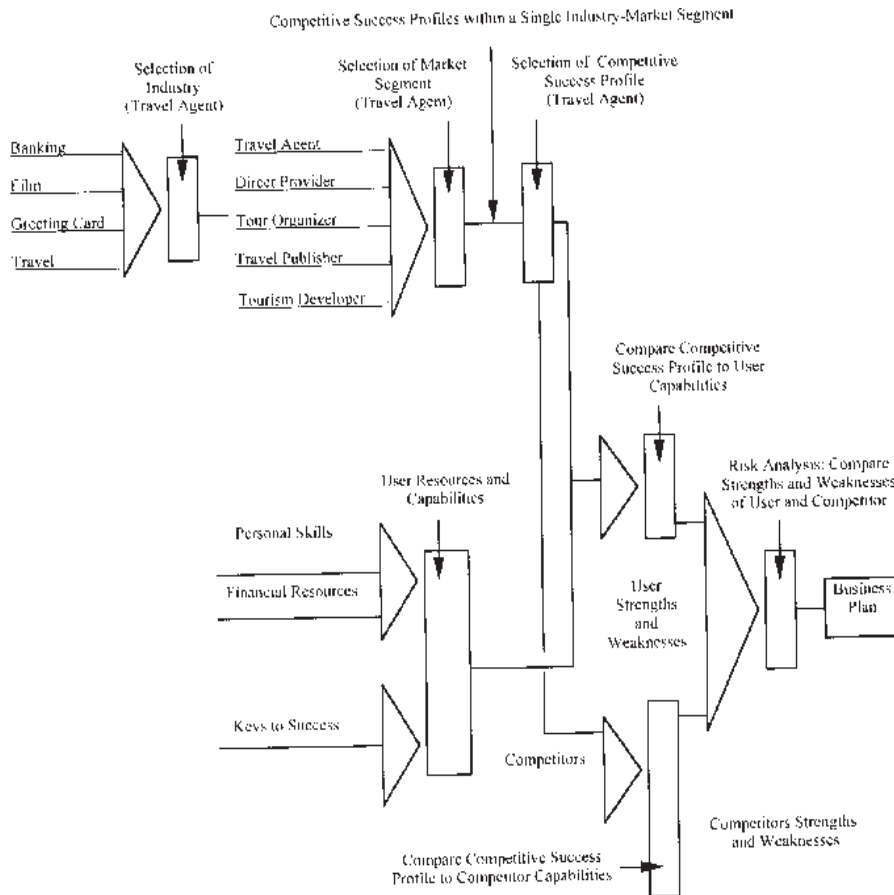 Competitive Success Profiles within a Single Industry-Market Segment
Selection of
Industry
(Travel Agent)
Selection of Market
Segment
(Travel Agent)
Selection of Competitive
Success Profile
(Travel Agent)
Banking
Film
Greeting Card
Travel
Travel Agent
Direct Provider
Tour Organizer
Travel Publisher
Tourism Developer
Compare Competitive
Success Profile to User
Capabilities
User Resources and
Capabilities
Risk Analysis: Compare
Strengths and Weaknesses
of User and Competitor
Personal Skills
Financial Resources
User
Strengths
and
Weaknesses
Business
Plan
Keys to Success
Competitors
Competitors Strengths
and Weaknesses
Compare Competitive Success
Profile to Competitor Capabilities